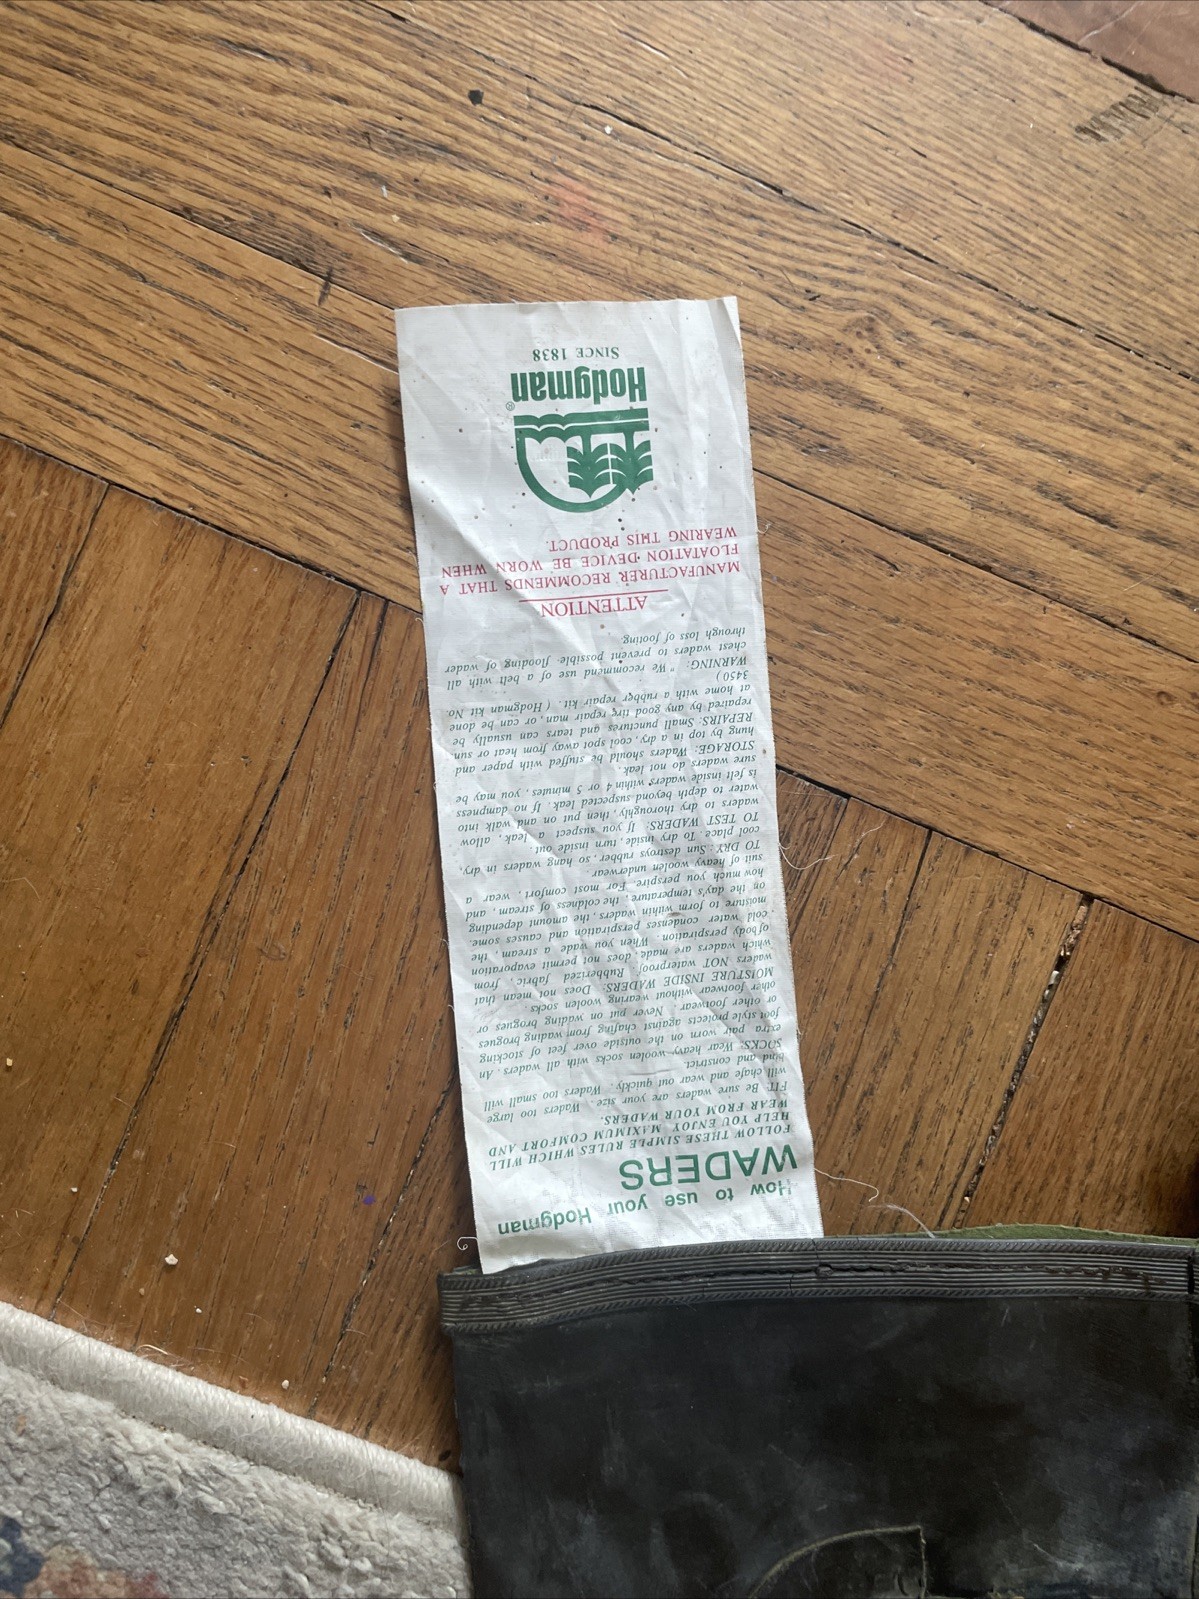 How to use your Hodgman
WADERS
FOLLOW THESE SIMPLE RULES WHICH WILL
HELP YOU ENJOY MAXIMUM COMFORT AND
WEAR FROM YOUR WADERS.
FIT: Be sure waders are your size. Waders too large
will chafe and wear out quickly. Waders too small will
bind and constrict.
SOCKS: Wear heavy woolen socks with all waders. An
extra pair worn on the outside over feet of stocking
foot style protects against chafing from wading brogues
or other footwear. Never put on wading brogues or
other footwear without wearing woolen socks.
MOISTURE INSIDE WADERS: Does not mean that
waders NOT waterproof. Rubberized fabric from
which waders are made, does not permit evaporation
of body perspiration. When you wade a stream the
cold water condenses perspiration and causes some
moisture to form within waders, the amount depending
on the day's temperature the coldness of stream, and
how much you perspire. For most comfort, wear a
suit of heavy woolen underwear.
TO DRY: Sun destroys rubber, so hang waders in dry,
cool place. To dry inside, turn inside out.
TO TEST WADERS: If you suspect a leak, allow
waders to dry thoroughly, then put on and walk into
water to depth beyond suspected leak. If no dampness
is felt inside waders within 4 or 5 minutes, you may be
sure waders do not leak.
STORAGE: Waders should be stuffed with paper and
hung by top in a dry, cool spot away from heat or sun
REPAIRS: Small punctures and tears can usually be
repaired by any good tire repair man, or can be done
at home with a rubber repair kit. ( Hodgman kit No.
3450 )
WARNING: " We recommend use of a belt with all
chest waders to prevent possible flooding of wader
through loss of footing.
ATTENTION
MANUFACTURER RECOMMENDS THAT A
FLOATATION DEVICE BE WORN WHEN
WEARING THIS PRODUCT.
Hodgman®
SINCE 1838